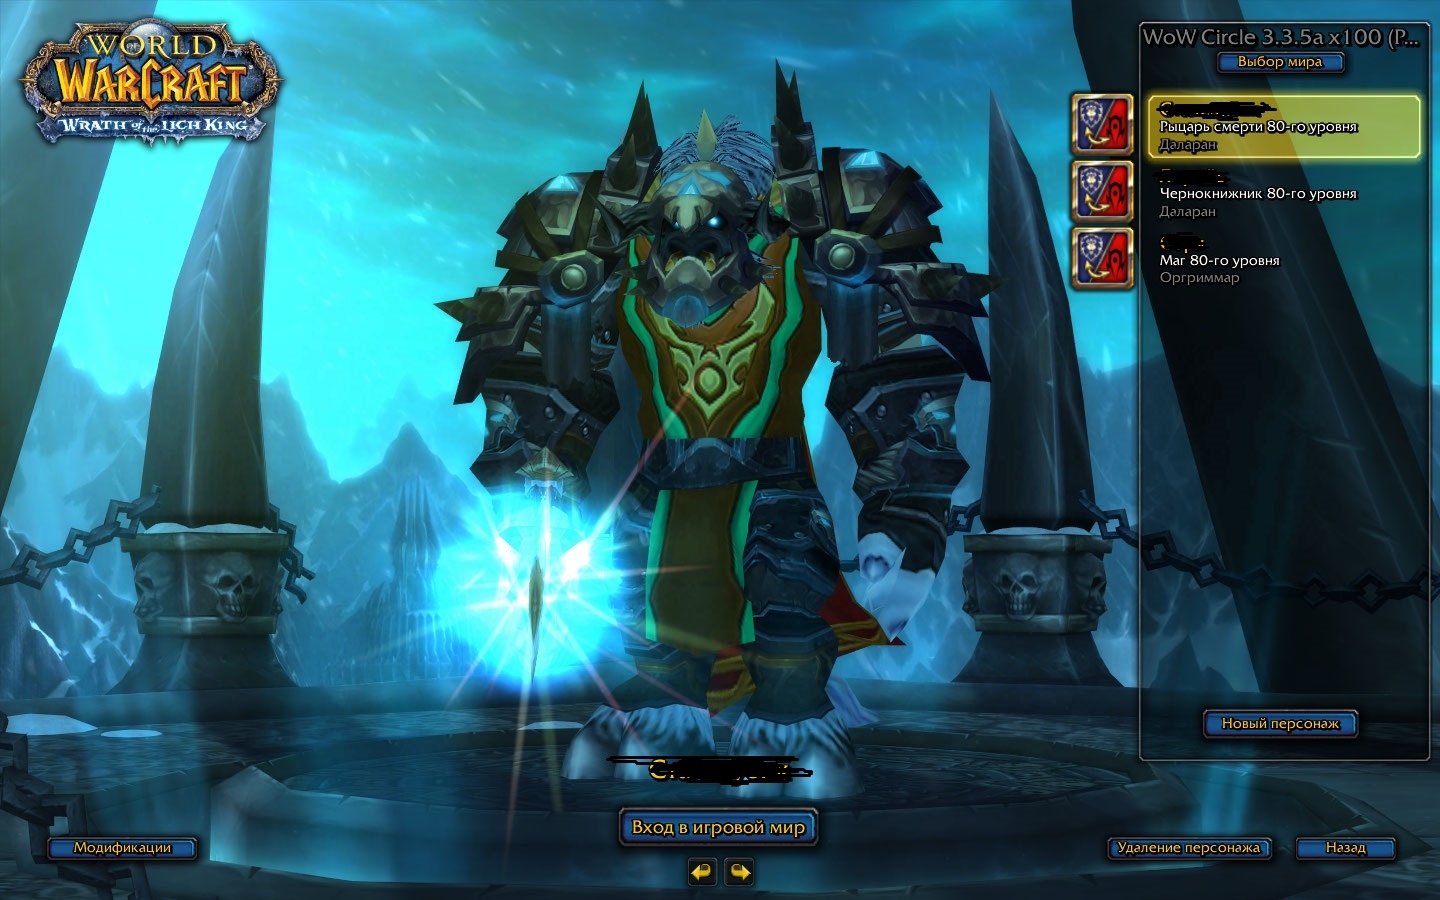 WORLD
OF
WARCRAFT
WRATH of the LICH KING
WoW Circle 3.3.5a x100 (P...
Выбор мира
Рыцарь смерти 80-го уровня
Даларан
Чернокнижник 80-го уровня
Даларан
Маг 80-го уровня
Оргриммар
Новый персонаж
Вход в игровой мир
Модификации
Удаление персонажа
Назад